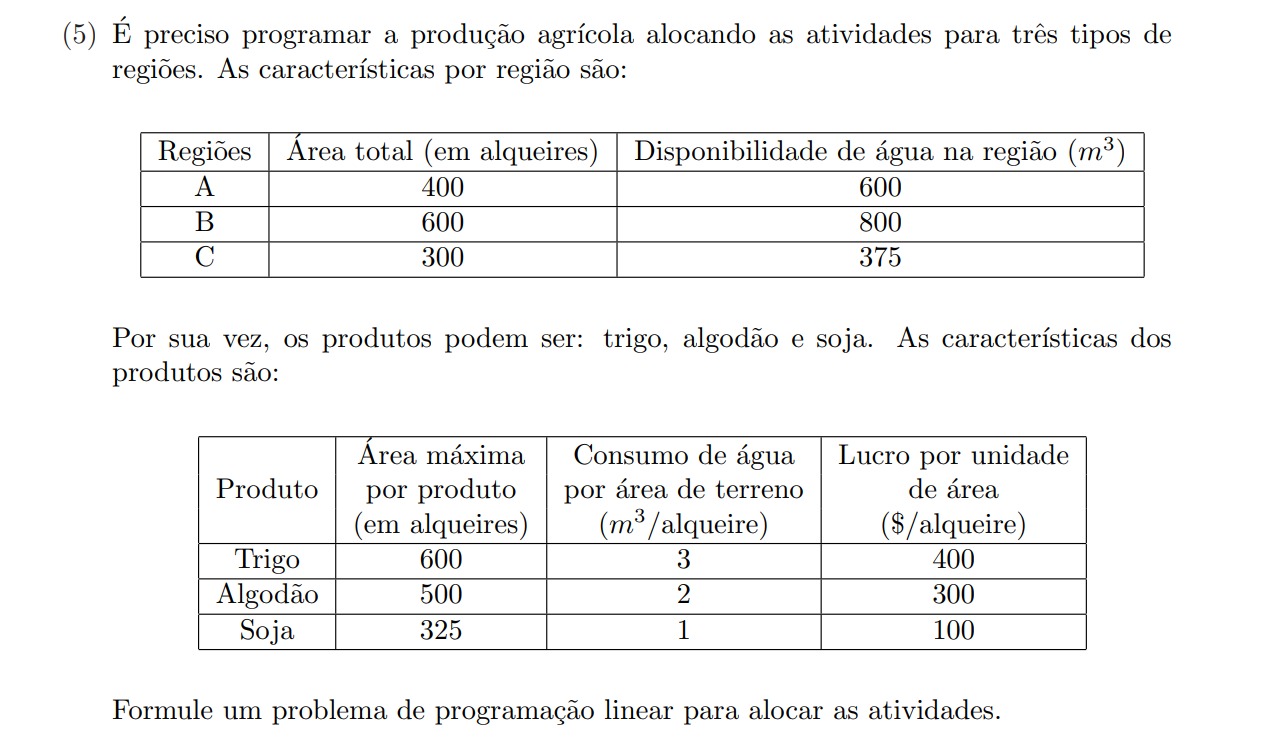 (5) É preciso programar a produção agrícola alocando as atividades para três tipos de
regiões. As características por região são:
Regiões Área total (em alqueires) Disponibilidade de água na região (m³)
A 400 600
B 600 800
C 300 375
Por sua vez, os produtos podem ser: trigo, algodão e soja. As características dos
produtos são:
Produto Área máxima por produto (em alqueires) Consumo de água por área de terreno (m³/alqueire) Lucro por unidade de área ($/alqueire)
Trigo 600 3 400
Algodão 500 2 300
Soja 325 1 100
Formule um problema de programação linear para alocar as atividades.